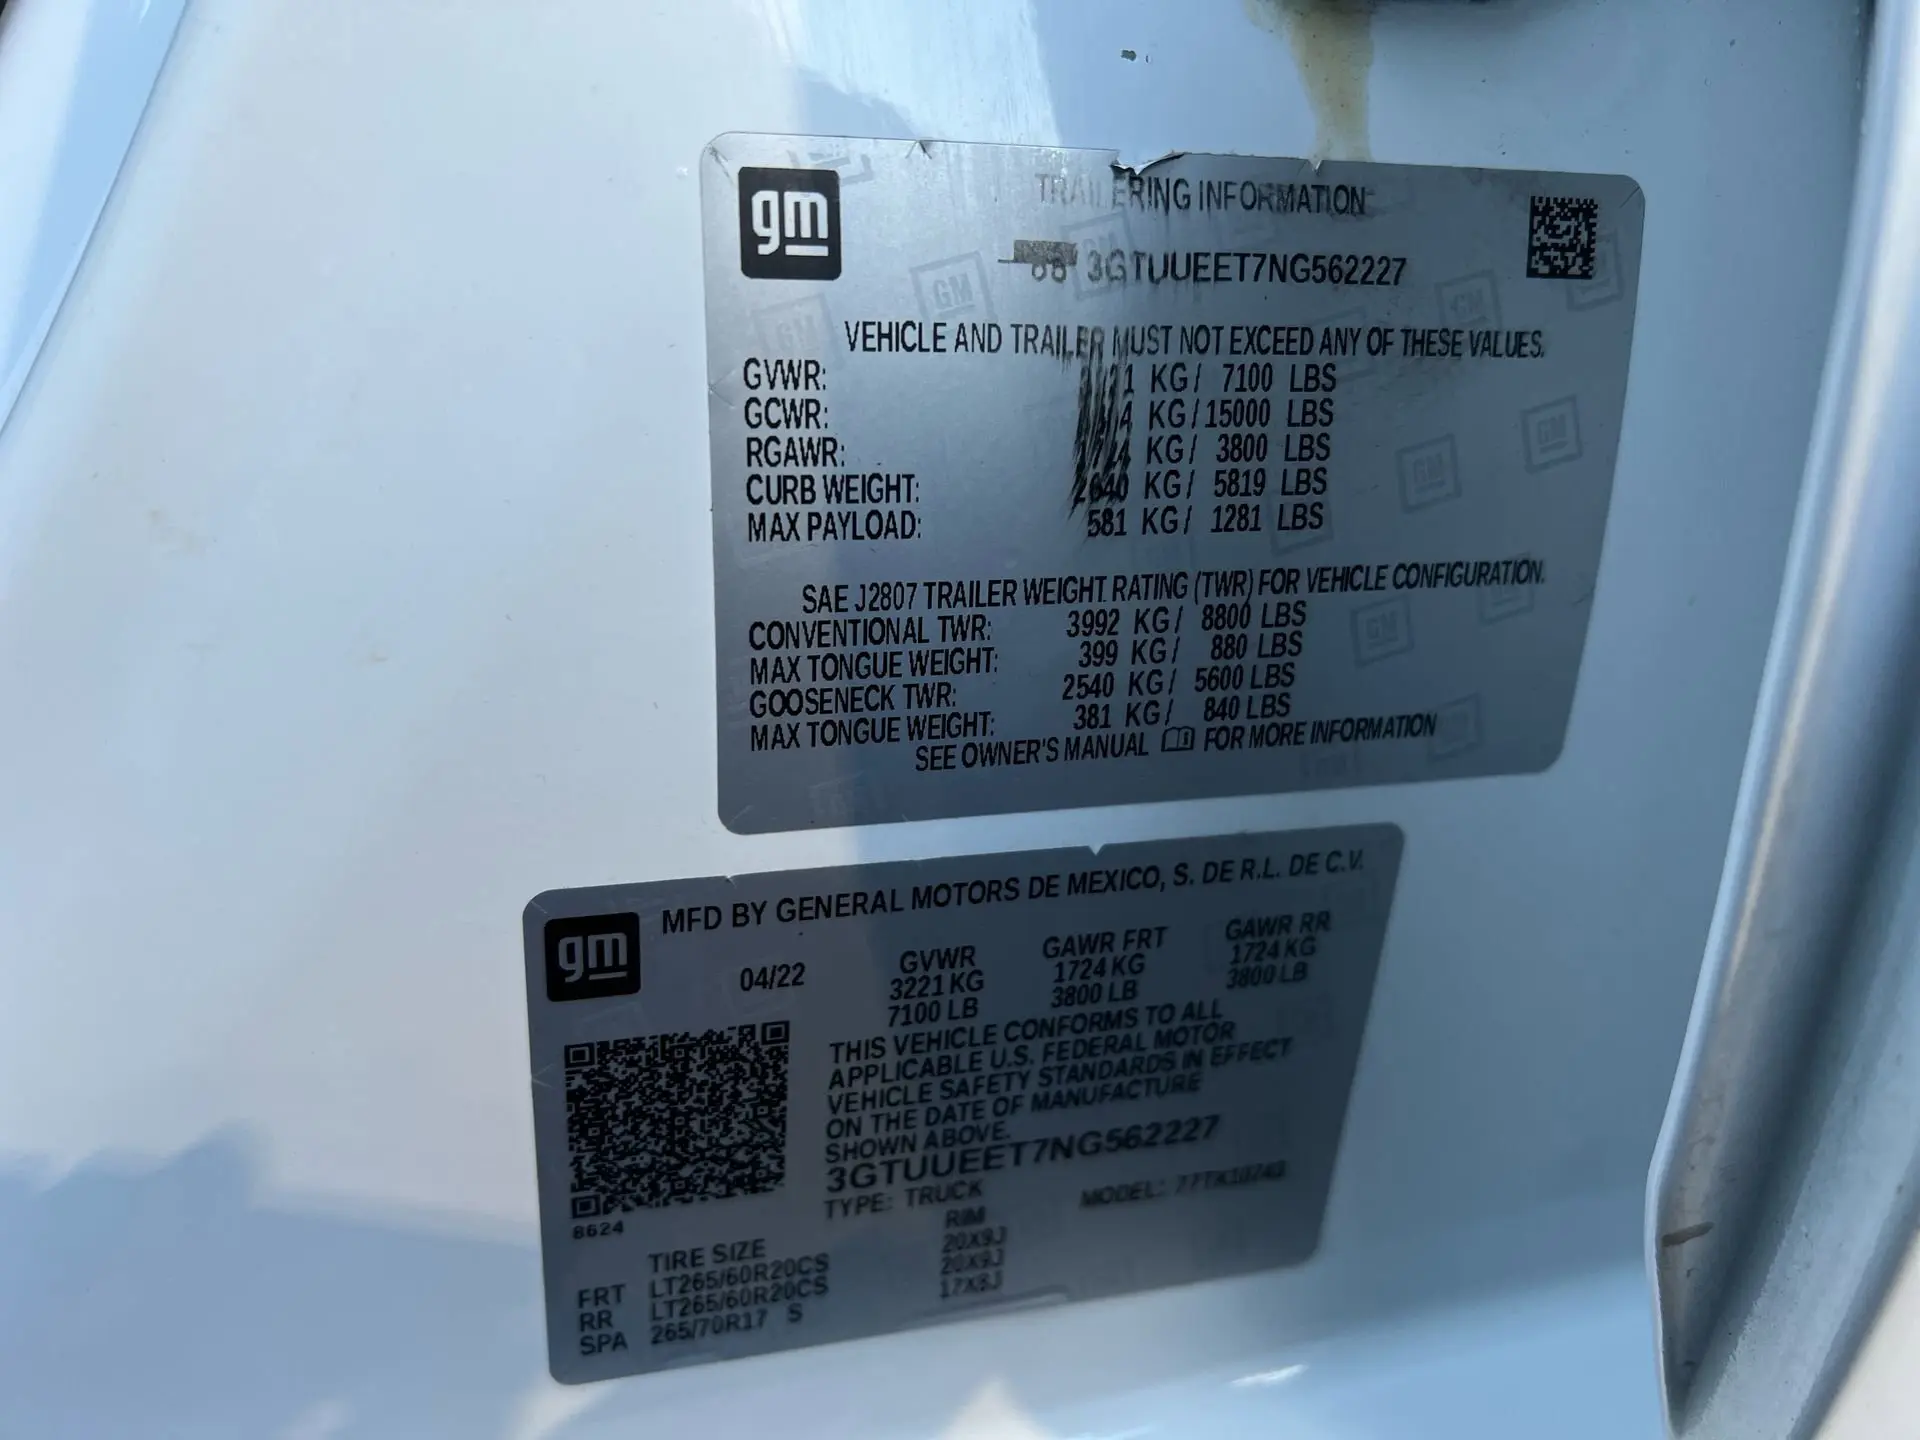 gm
TRAILERING INFORMATION
3GTUUEET7NG562227
VEHICLE AND TRAILER MUST NOT EXCEED ANY OF THESE VALUES.
GVWR: KG/ 7100 LBS
GCWR: KG/ 15000 LBS
RGAWR: KG/ 3800 LBS
CURB WEIGHT: 2640 KG/ 5819 LBS
MAX PAYLOAD: 581 KG/ 1281 LBS
SAE J2807 TRAILER WEIGHT RATING (TWR) FOR VEHICLE CONFIGURATION.
CONVENTIONAL TWR: 3992 KG/ 8800 LBS
MAX TONGUE WEIGHT: 399 KG/ 880 LBS
GOOSENECK TWR: 2540 KG/ 5600 LBS
MAX TONGUE WEIGHT: 381 KG/ 840 LBS
SEE OWNER'S MANUAL FOR MORE INFORMATION
gm
MFD BY GENERAL MOTORS DE MEXICO, S. DE R.L. DE C.V.
04/22 GVWR GAWR FRT GAWR RR
3221 KG 1724 KG 1724 KG
7100 LB 3800 LB 3800 LB
THIS VEHICLE CONFORMS TO ALL
APPLICABLE U.S. FEDERAL MOTOR
VEHICLE SAFETY STANDARDS IN EFFECT
ON THE DATE OF MANUFACTURE
SHOWN ABOVE.
3GTUUEET7NG562227
TYPE: TRUCK MODEL:
8624
TIRE SIZE RIM
FRT LT265/60R20CS 20X9J
RR LT265/60R20CS 20X9J
SPA 265/70R17 S 17X8J